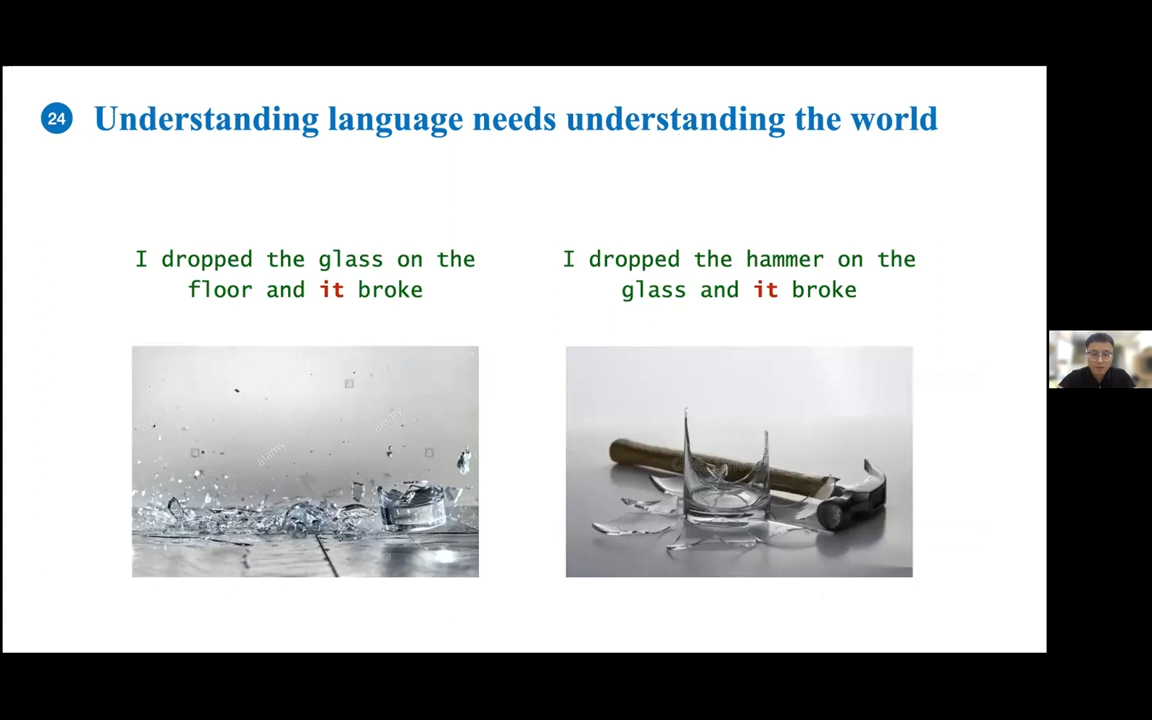 24 Understanding language needs understanding the world
I dropped the glass on the
floor and it broke
I dropped the hammer on the
glass and it broke
alamy